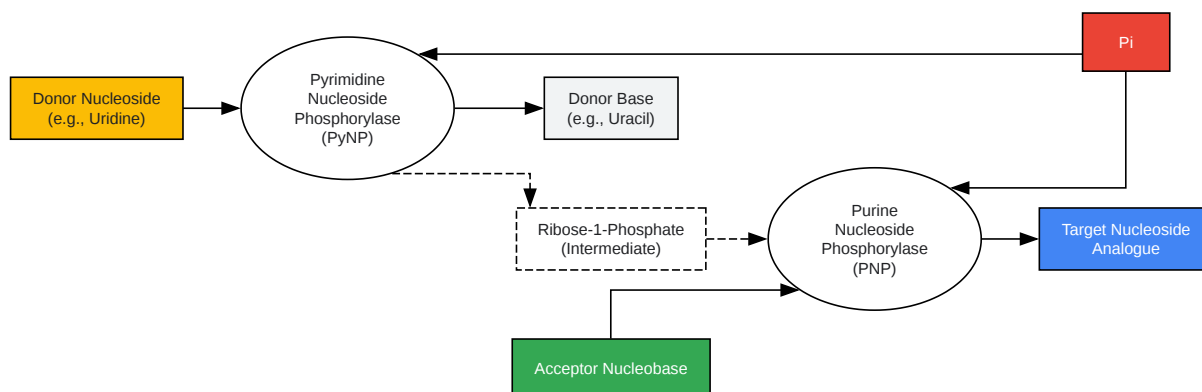 Pi
Pyrimidine
Nucleoside
Phosphorylase
(PyNP)
Donor Nucleoside
(e.g., Uridine)
Donor Base
(e.g., Uracil)
Ribose-1-Phosphate
(Intermediate)
Purine
Nucleoside
Phosphorylase
(PNP)
Target Nucleoside
Analogue
Acceptor Nucleobase